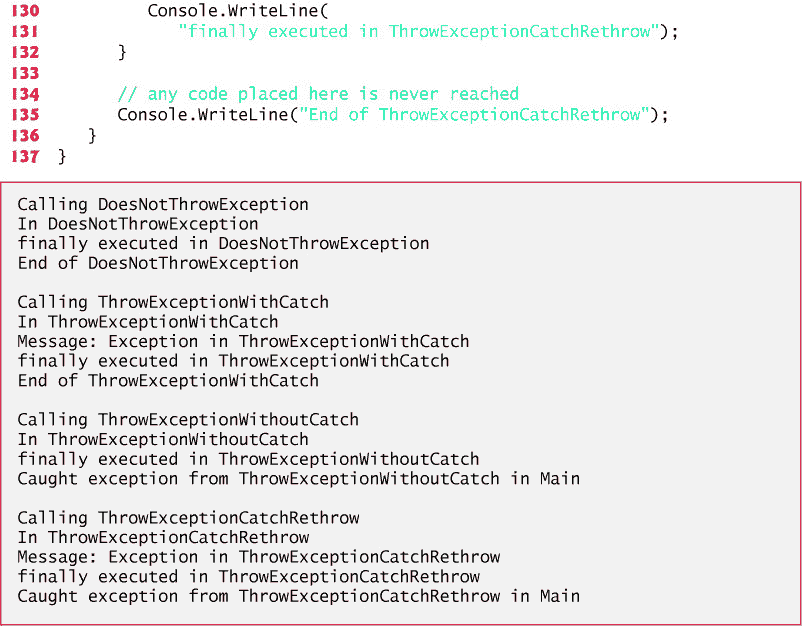 130 Console.WriteLine(
131 "finally executed in ThrowExceptionCatchRethrow");
132 }
133
134 // any code placed here is never reached
135 Console.WriteLine("End of ThrowExceptionCatchRethrow");
136 }
137 }
Calling DoesNotThrowException
In DoesNotThrowException
finally executed in DoesNotThrowException
End of DoesNotThrowException
Calling ThrowExceptionWithCatch
In ThrowExceptionWithCatch
Message: Exception in ThrowExceptionWithCatch
finally executed in ThrowExceptionWithCatch
End of ThrowExceptionWithCatch
Calling ThrowExceptionWithoutCatch
In ThrowExceptionWithoutCatch
finally executed in ThrowExceptionWithoutCatch
Caught exception from ThrowExceptionWithoutCatch in Main
Calling ThrowExceptionCatchRethrow
In ThrowExceptionCatchRethrow
Message: Exception in ThrowExceptionCatchRethrow
finally executed in ThrowExceptionCatchRethrow
Caught exception from ThrowExceptionCatchRethrow in Main